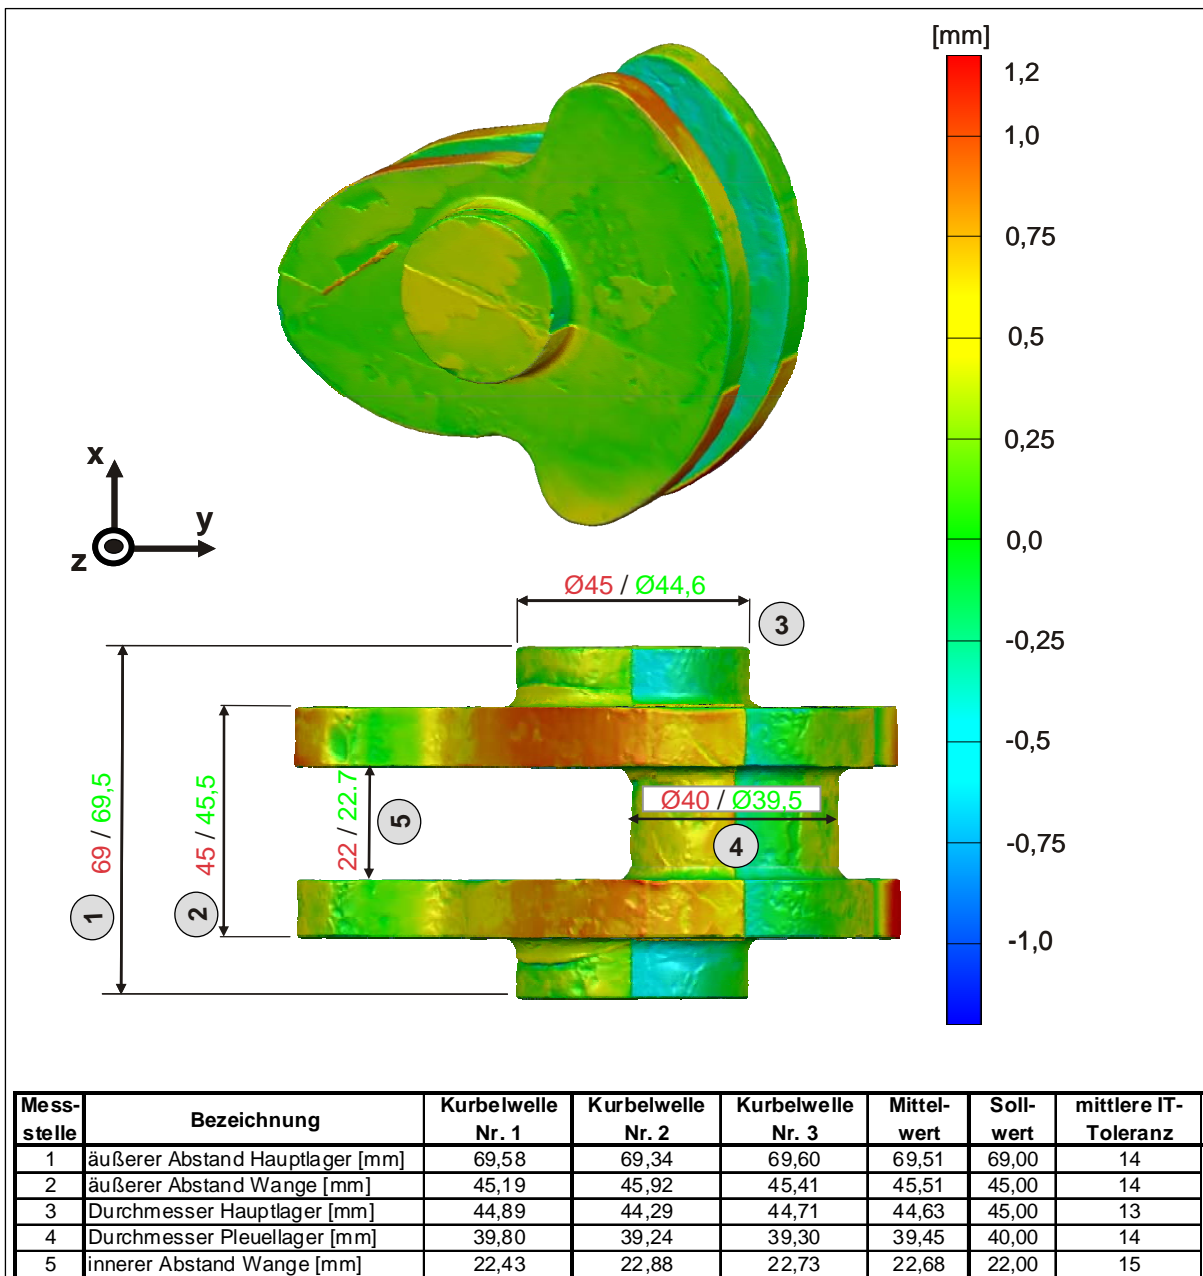 [mm]
1,2
1,0
0,75
0,5
0,25
0,0
-0,25
-0,5
-0,75
-1,0
x
y
z
Ø45 / Ø44,6
3
69 / 69,5
1
45 / 45,5
2
22 / 22.7
5
Ø40 / Ø39,5
4
Mess-stelle Bezeichnung Kurbelwelle Nr. 1 Kurbelwelle Nr. 2 Kurbelwelle Nr. 3 Mittel-wert Soll-wert mittlere IT-Toleranz
1 äußerer Abstand Hauptlager [mm] 69,58 69,34 69,60 69,51 69,00 14
2 äußerer Abstand Wange [mm] 45,19 45,92 45,41 45,51 45,00 14
3 Durchmesser Hauptlager [mm] 44,89 44,29 44,71 44,63 45,00 13
4 Durchmesser Pleuellager [mm] 39,80 39,24 39,30 39,45 40,00 14
5 innerer Abstand Wange [mm] 22,43 22,88 22,73 22,68 22,00 15